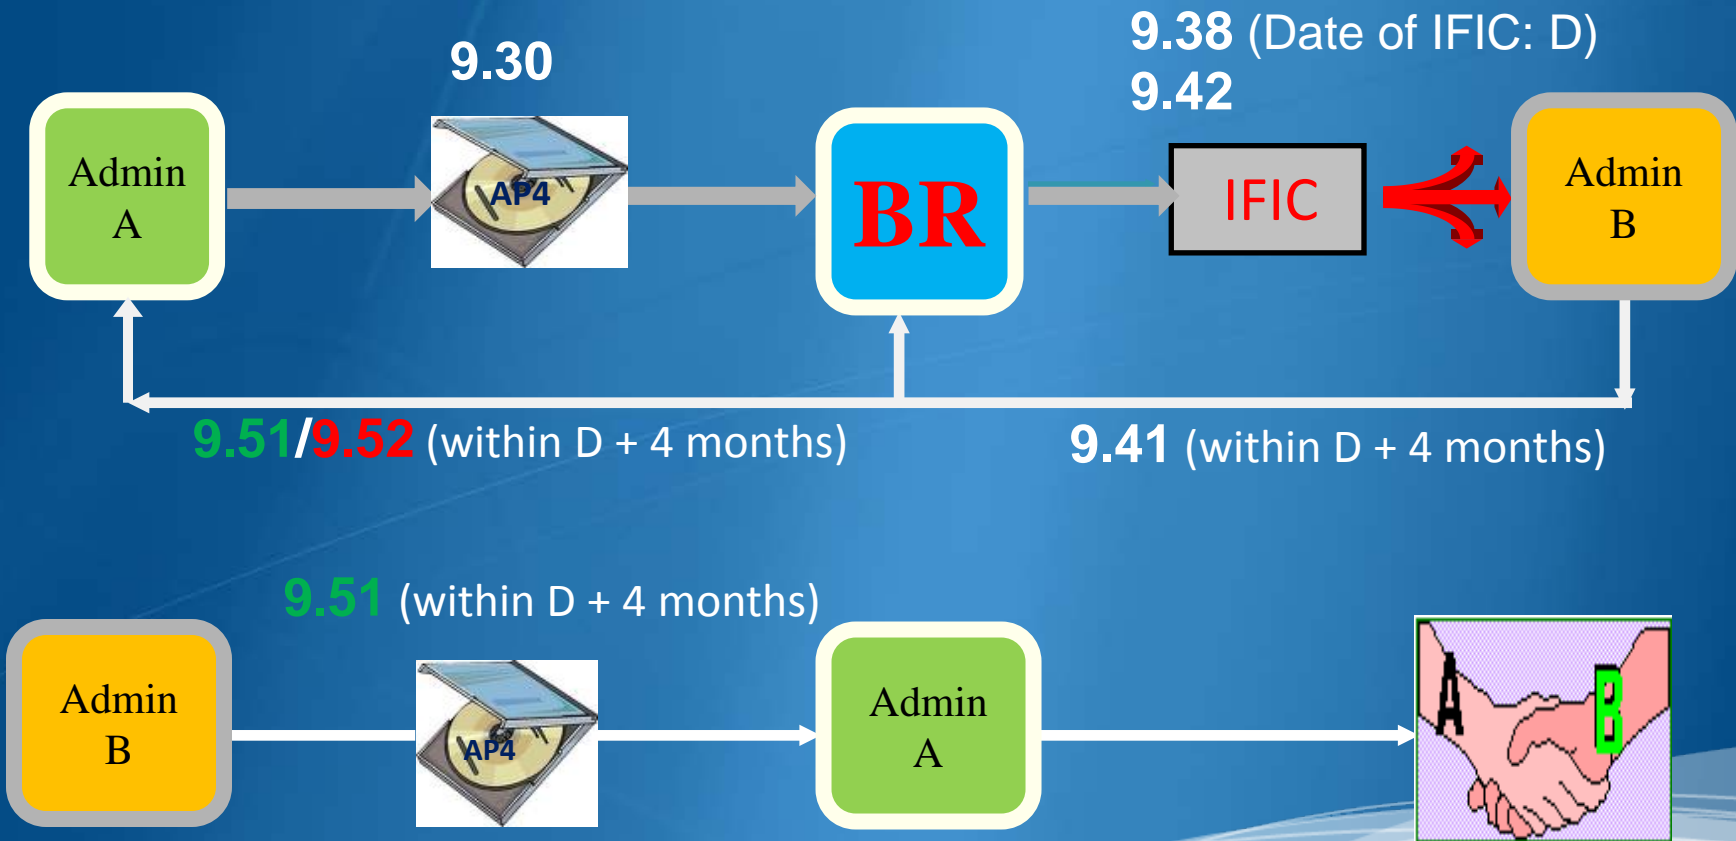 9.30
9.38 (Date of IFIC: D)
9.42
Admin
A
AP4
BR
IFIC
Admin
B
9.51/9.52 (within D + 4 months)
9.41 (within D + 4 months)
9.51 (within D + 4 months)
Admin
B
AP4
Admin
A
A
B